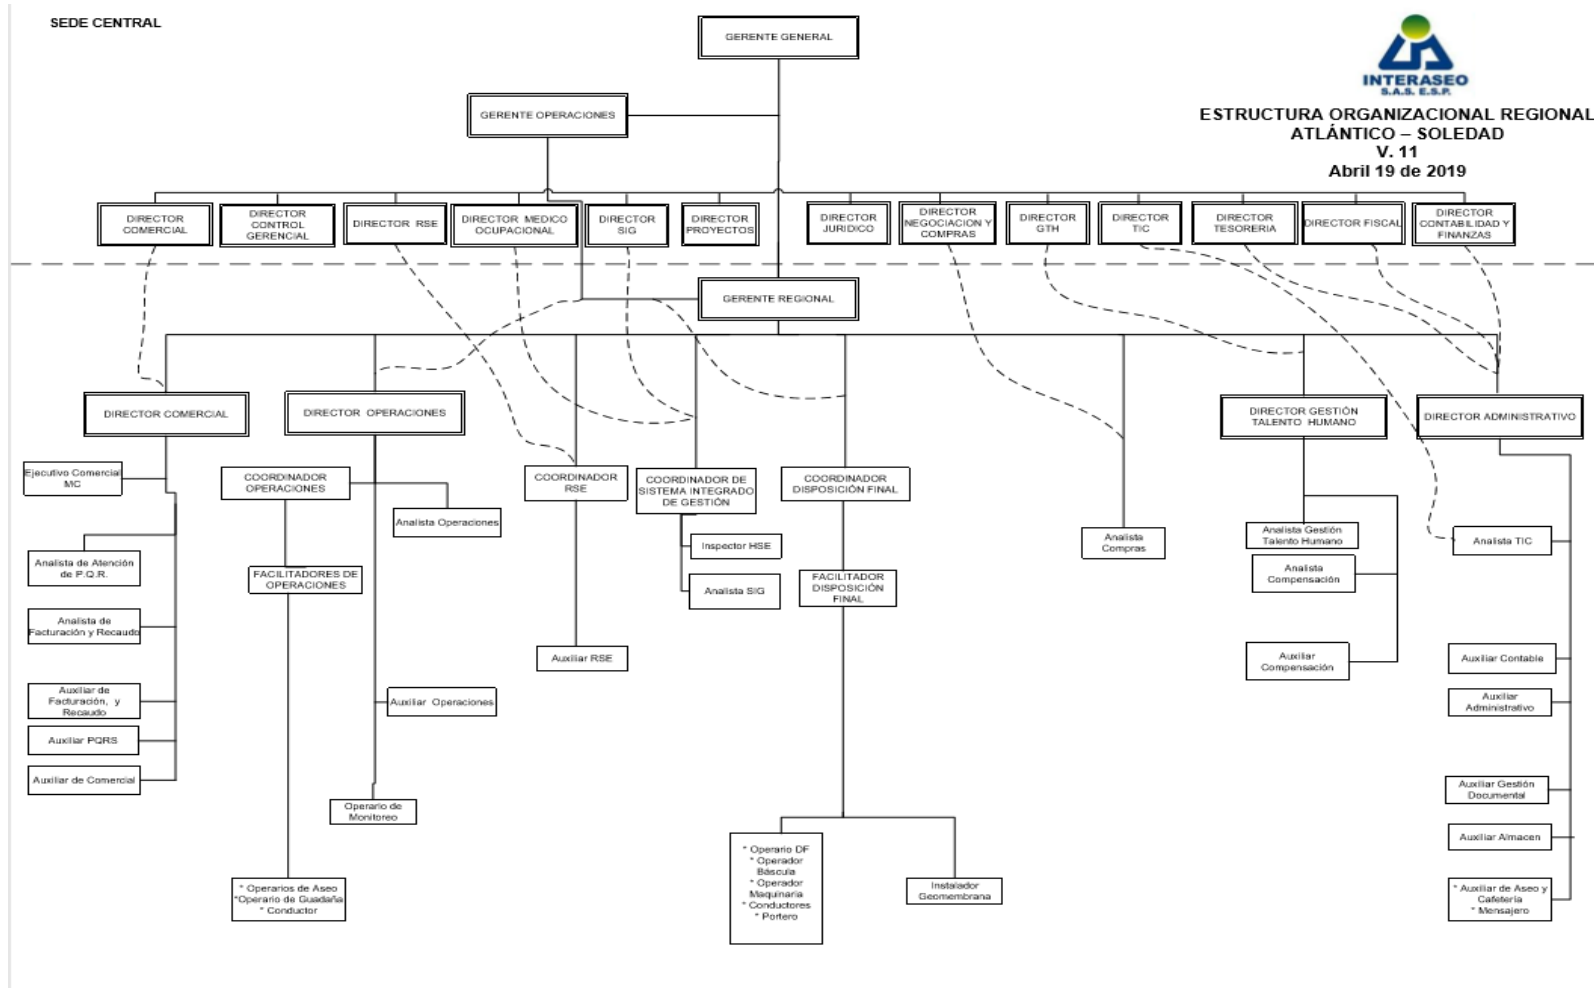 SEDE CENTRAL
GERENTE GENERAL
INTERASEO
S.A.S. E.S.P.
GERENTE OPERACIONES
ESTRUCTURA ORGANIZACIONAL REGIONAL
ATLÁNTICO – SOLEDAD
V. 11
Abril 19 de 2019
DIRECTOR
COMERCIAL
DIRECTOR
CONTROL
GERENCIAL
DIRECTOR RSE
DIRECTOR MEDICO
OCUPACIONAL
DIRECTOR
SIG
DIRECTOR
PROYECTOS
DIRECTOR
JURIDICO
DIRECTOR
NEGOCIACION Y
COMPRAS
DIRECTOR
GTH
DIRECTOR
TIC
DIRECTOR
TESORERIA
DIRECTOR FISCAL
DIRECTOR
CONTABILIDAD Y
FINANZAS
GERENTE REGIONAL
DIRECTOR COMERCIAL
DIRECTOR OPERACIONES
DIRECTOR GESTIÓN
TALENTO HUMANO
DIRECTOR ADMINISTRATIVO
Ejecutivo Comercial
MC
COORDINADOR
OPERACIONES
COORDINADOR
RSE
COORDINADOR DE
SISTEMA INTEGRADO
DE GESTIÓN
COORDINADOR
DISPOSICIÓN FINAL
Analista Operaciones
Analista de Atención
de P.Q.R.
Inspector HSE
Analista
Compras
Analista Gestión
Talento Humano
Analista TIC
FACILITADORES DE
OPERACIONES
Analista SIG
FACILITADOR
DISPOSICIÓN
FINAL
Analista
Compensación
Analista de
Facturación y Recaudo
Auxiliar RSE
Auxiliar
Compensación
Auxiliar Contable
Auxiliar de
Facturación, y
Recaudo
Auxiliar Operaciones
Auxiliar
Administrativo
Auxiliar PQRS
Auxiliar de Comercial
Operario de
Monitoreo
Auxiliar Gestión
Documental
Auxiliar Almacen
* Operarios de Aseo
*Operario de Guadaña
* Conductor
* Operario DF
* Operador
Báscula
* Operador
Maquinaria
* Conductores
* Portero
Instalador
Geomembrana
* Auxiliar de Aseo y
Cafetería
* Mensajero